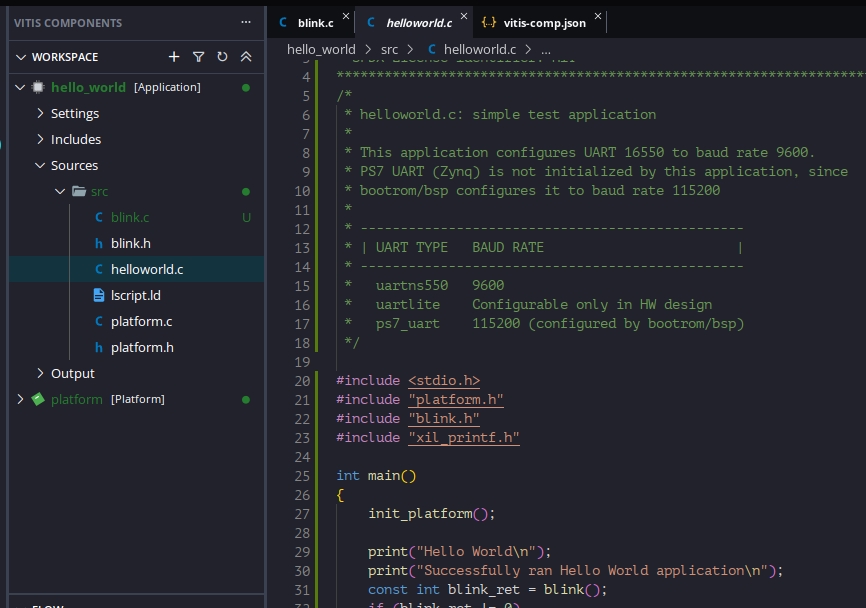 VITIS COMPONENTS
...
WORKSPACE
hello_world [Application]
Settings
Includes
Sources
src
blink.c U
blink.h
helloworld.c
lscript.ld
platform.c
platform.h
Output
platform [Platform]
FLOW
C blink.c × C helloworld.c × {..} vitis-comp.json ×
hello_world > src > C helloworld.c > ...
4 ******************************************************************
5 /*
6  * helloworld.c: simple test application
7  *
8  * This application configures UART 16550 to baud rate 9600.
9  * PS7 UART (Zynq) is not initialized by this application, since
10  * bootrom/bsp configures it to baud rate 115200
11  *
12  * ------------------------------------------------
13  * | UART TYPE   BAUD RATE                        |
14  * ------------------------------------------------
15  *   uartns550   9600
16  *   uartlite    Configurable only in HW design
17  *   ps7_uart    115200 (configured by bootrom/bsp)
18  */
19
20 #include <stdio.h>
21 #include "platform.h"
22 #include "blink.h"
23 #include "xil_printf.h"
24
25 int main()
26 {
27     init_platform();
28
29     print("Hello World\n");
30     print("Successfully ran Hello World application\n");
31     const int blink_ret = blink();
32     if (blink_ret != 0)